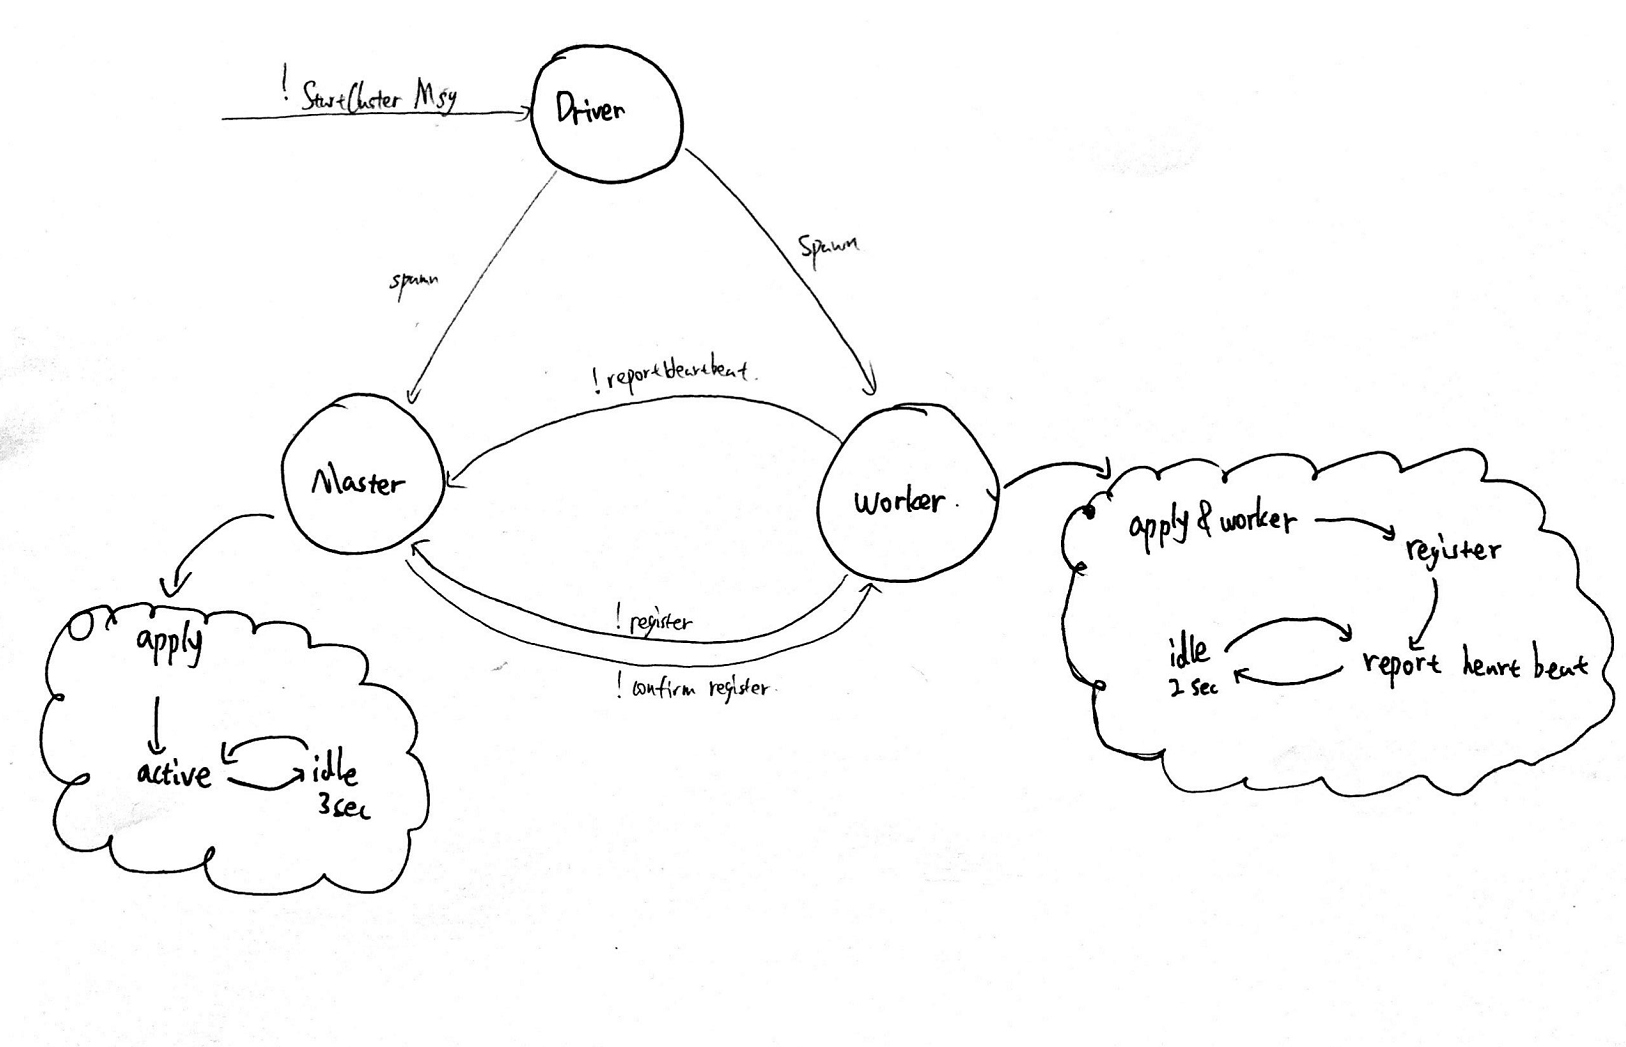 ! StartCluster Msg
Driver
spawn
Spawn
! reportHeartbeat.
Master
Worker.
apply & worker
register
! register
idle
2 sec
report heart beat
! confirm register.
apply
active
idle
3sec